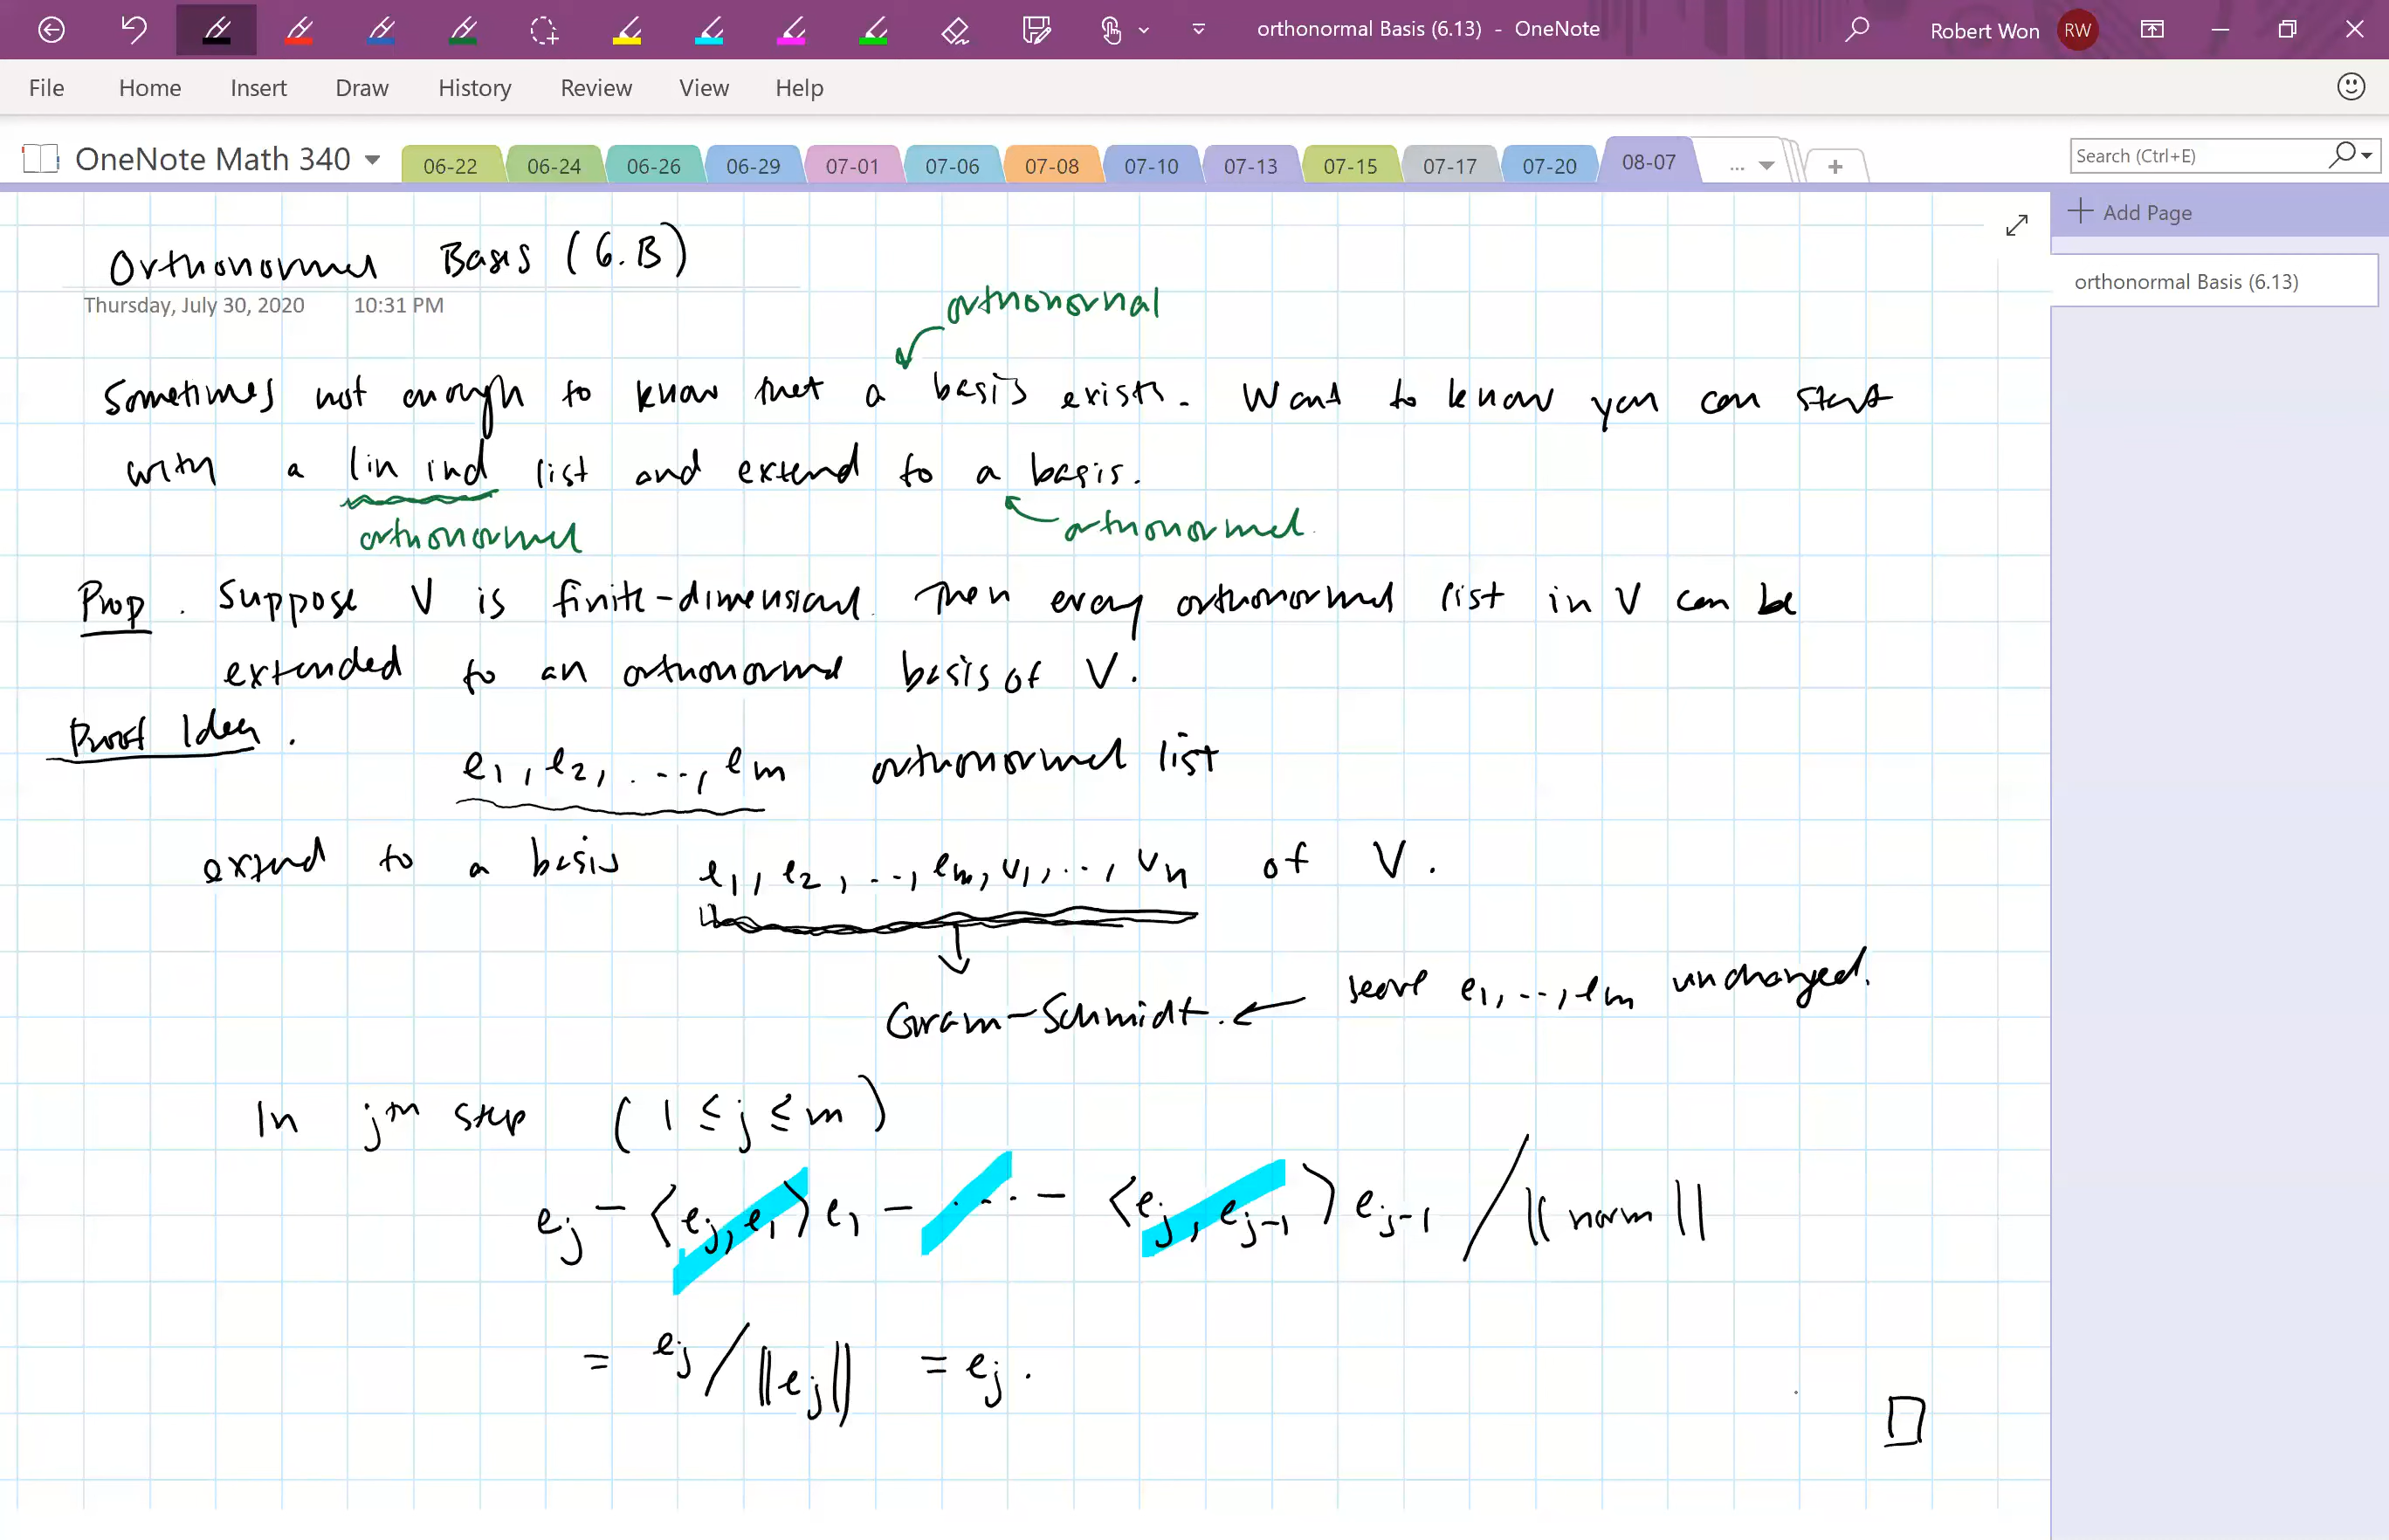 orthonormal Basis (6.13) - OneNote
Robert Won RW
File Home Insert Draw History Review View Help
OneNote Math 340
06-22 06-24 06-26 06-29 07-01 07-06 07-08 07-10 07-13 07-15 07-17 07-20 08-07 ... +
Search (Ctrl+E)
Add Page
orthonormal Basis (6.13)
Orthonormal Basis (6.B)
Thursday, July 30, 2020 10:31 PM
orthonormal
Sometimes not enough to know that a basis exists. Want to know you can start
with a lin ind list and extend to a basis.
orthonormal orthonormal
Prop. Suppose V is finite-dimensional. Then every orthonormal list in V can be
extended to an orthonormal basis of V.
Proof Idea.
e₁, e₂, ..., eₘ orthonormal list
extend to a basis e₁, e₂, ..., eₘ, v₁, ..., vₙ of V.
Gram-Schmidt. ← leave e₁, ..., eₘ unchanged.
In jth step (1 ≤ j ≤ m)
eⱼ - ⟨eⱼ, e₁⟩e₁ - ... - ⟨eⱼ, eⱼ₋₁⟩eⱼ₋₁ / ||norm||
= eⱼ / ||eⱼ|| = eⱼ.
□